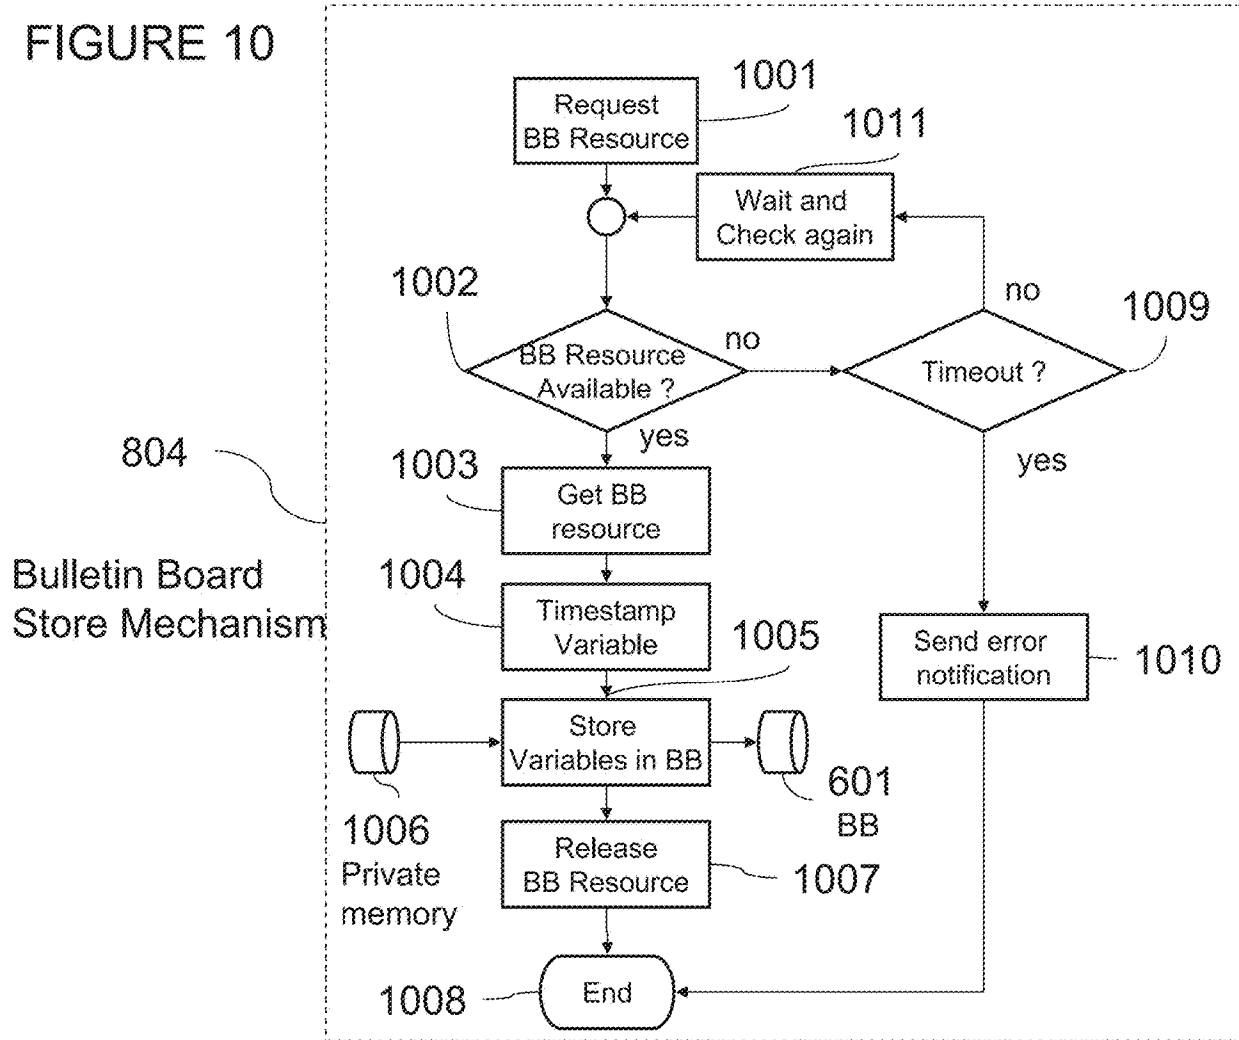 FIGURE 10
1001
Request
BB Resource
1011
Wait and
Check again
1002
no
1009
BB Resource
Available ?
no
Timeout ?
yes
yes
804
1003
Get BB
resource
Bulletin Board
Store Mechanism
1004
Timestamp
Variable
1005
Send error
notification
1010
Store
Variables in BB
1006
Private
memory
601
BB
Release
BB Resource
1007
1008
End